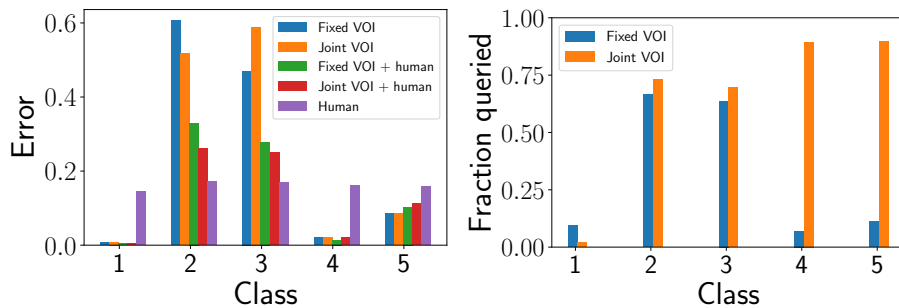 0.6
0.4
0.2
0.0
Error
1
2
3
4
5
Class
Fixed VOI
Joint VOI
Fixed VOI + human
Joint VOI + human
Human
1.00
0.75
0.50
0.25
0.00
Fraction queried
1
2
3
4
5
Class
Fixed VOI
Joint VOI